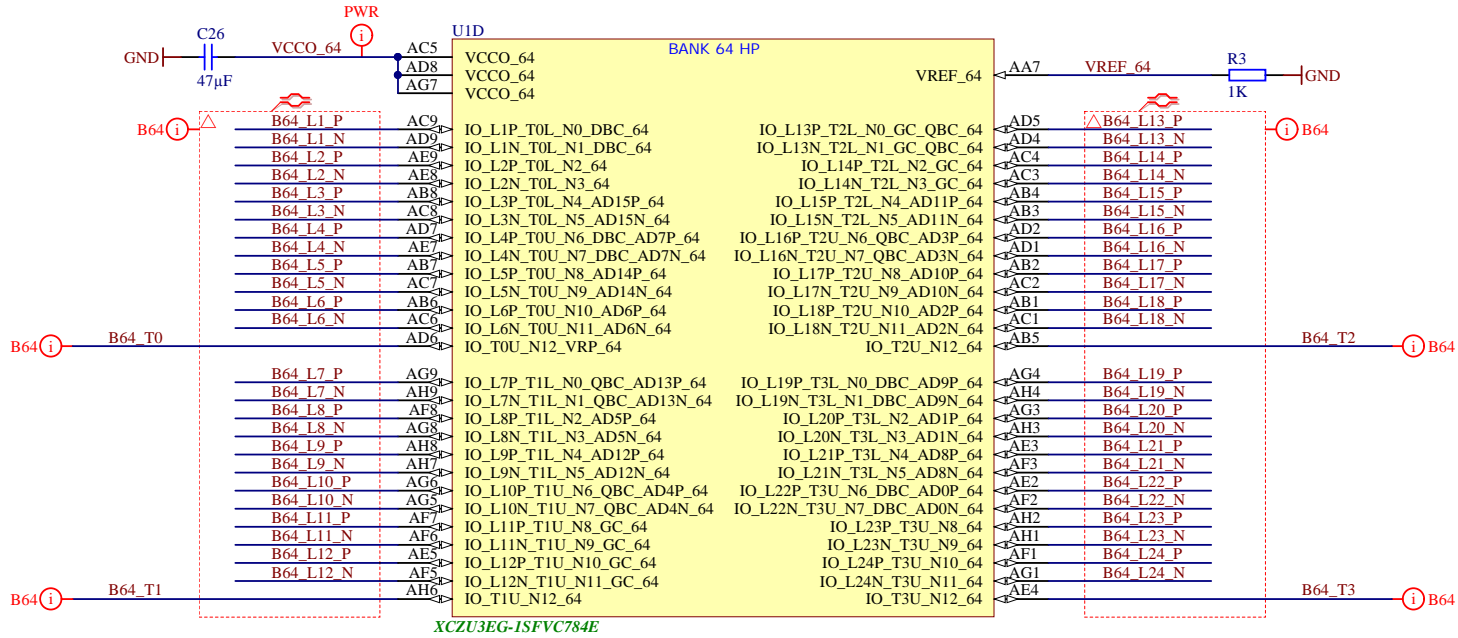 PWR
C26
U1D
GND
VCCO_64
47µF
BANK 64 HP
AC5 VCCO_64
AD8 VCCO_64
AG7 VCCO_64
VREF_64 AA7 VREF_64
R3
1K
GND
B64
B64
B64_L1_P AC9 IO_L1P_T0L_N0_DBC_64
B64_L1_N AD9 IO_L1N_T0L_N1_DBC_64
B64_L2_P AE9 IO_L2P_T0L_N2_64
B64_L2_N AE8 IO_L2N_T0L_N3_64
B64_L3_P AB8 IO_L3P_T0L_N4_AD15P_64
B64_L3_N AC8 IO_L3N_T0L_N5_AD15N_64
B64_L4_P AD7 IO_L4P_T0U_N6_DBC_AD7P_64
B64_L4_N AE7 IO_L4N_T0U_N7_DBC_AD7N_64
B64_L5_P AB7 IO_L5P_T0U_N8_AD14P_64
B64_L5_N AC7 IO_L5N_T0U_N9_AD14N_64
B64_L6_P AB6 IO_L6P_T0U_N10_AD6P_64
B64_L6_N AC6 IO_L6N_T0U_N11_AD6N_64
B64 B64_T0 AD6 IO_T0U_N12_VRP_64
B64_L7_P AG9 IO_L7P_T1L_N0_QBC_AD13P_64
B64_L7_N AH9 IO_L7N_T1L_N1_QBC_AD13N_64
B64_L8_P AF8 IO_L8P_T1L_N2_AD5P_64
B64_L8_N AG8 IO_L8N_T1L_N3_AD5N_64
B64_L9_P AH8 IO_L9P_T1L_N4_AD12P_64
B64_L9_N AH7 IO_L9N_T1L_N5_AD12N_64
B64_L10_P AG6 IO_L10P_T1U_N6_QBC_AD4P_64
B64_L10_N AG5 IO_L10N_T1U_N7_QBC_AD4N_64
B64_L11_P AF7 IO_L11P_T1U_N8_GC_64
B64_L11_N AF6 IO_L11N_T1U_N9_GC_64
B64_L12_P AE5 IO_L12P_T1U_N10_GC_64
B64_L12_N AF5 IO_L12N_T1U_N11_GC_64
B64 B64_T1 AH6 IO_T1U_N12_64
IO_L13P_T2L_N0_GC_QBC_64 AD5 B64_L13_P
IO_L13N_T2L_N1_GC_QBC_64 AD4 B64_L13_N
IO_L14P_T2L_N2_GC_64 AC4 B64_L14_P
IO_L14N_T2L_N3_GC_64 AC3 B64_L14_N
IO_L15P_T2L_N4_AD11P_64 AB4 B64_L15_P
IO_L15N_T2L_N5_AD11N_64 AB3 B64_L15_N
IO_L16P_T2U_N6_QBC_AD3P_64 AD2 B64_L16_P
IO_L16N_T2U_N7_QBC_AD3N_64 AD1 B64_L16_N
IO_L17P_T2U_N8_AD10P_64 AB2 B64_L17_P
IO_L17N_T2U_N9_AD10N_64 AC2 B64_L17_N
IO_L18P_T2U_N10_AD2P_64 AB1 B64_L18_P
IO_L18N_T2U_N11_AD2N_64 AC1 B64_L18_N
IO_T2U_N12_64 AB5 B64_T2 B64
IO_L19P_T3L_N0_DBC_AD9P_64 AG4 B64_L19_P
IO_L19N_T3L_N1_DBC_AD9N_64 AH4 B64_L19_N
IO_L20P_T3L_N2_AD1P_64 AG3 B64_L20_P
IO_L20N_T3L_N3_AD1N_64 AH3 B64_L20_N
IO_L21P_T3L_N4_AD8P_64 AE3 B64_L21_P
IO_L21N_T3L_N5_AD8N_64 AF3 B64_L21_N
IO_L22P_T3U_N6_DBC_AD0P_64 AE2 B64_L22_P
IO_L22N_T3U_N7_DBC_AD0N_64 AF2 B64_L22_N
IO_L23P_T3U_N8_64 AH2 B64_L23_P
IO_L23N_T3U_N9_64 AH1 B64_L23_N
IO_L24P_T3U_N10_64 AF1 B64_L24_P
IO_L24N_T3U_N11_64 AG1 B64_L24_N
IO_T3U_N12_64 AE4 B64_T3 B64
XCZU3EG-1SFVC784E